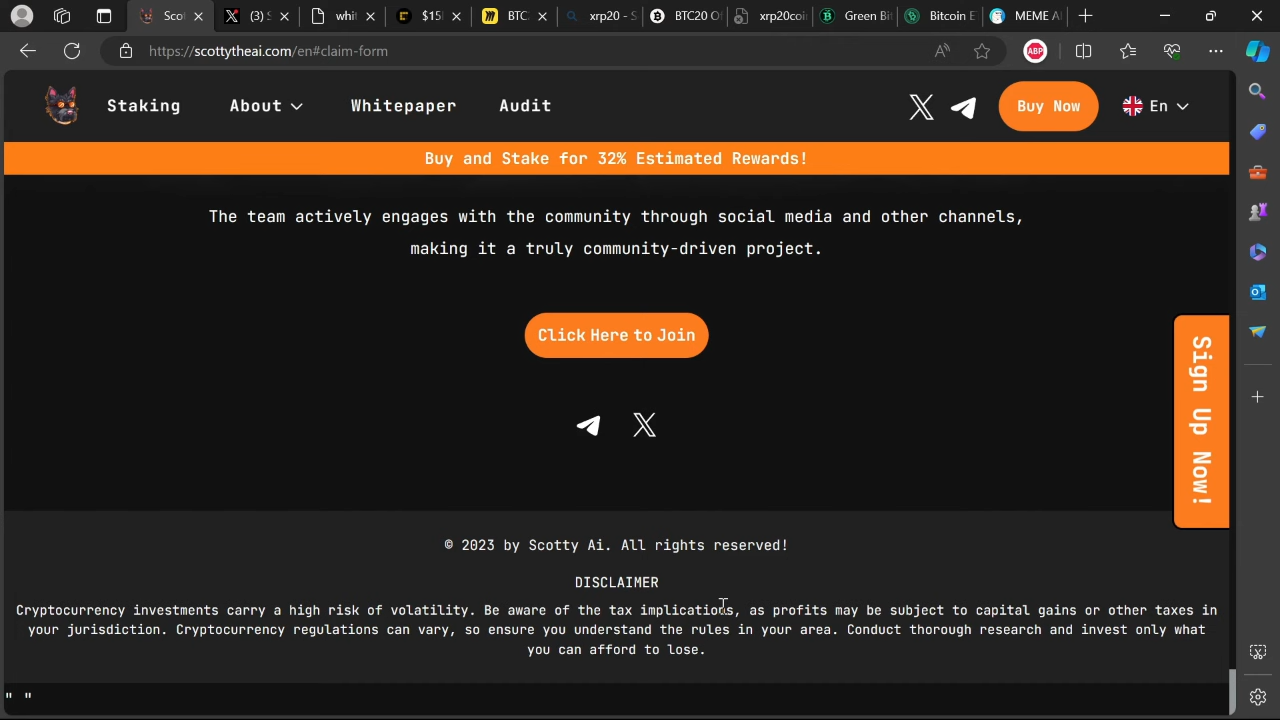 Scot
(3) S
whit
$15
BTC
xrp20 - S
BTC20 Of
xrp20coi
Green Bi
Bitcoin E
MEME A
https://scottytheai.com/en#claim-form
ABP
Staking
About
Whitepaper
Audit
Buy Now
En
Buy and Stake for 32% Estimated Rewards!
The team actively engages with the community through social media and other channels,
making it a truly community-driven project.
Click Here to Join
Sign Up Now!
© 2023 by Scotty Ai. All rights reserved!
DISCLAIMER
Cryptocurrency investments carry a high risk of volatility. Be aware of the tax implications, as profits may be subject to capital gains or other taxes in
your jurisdiction. Cryptocurrency regulations can vary, so ensure you understand the rules in your area. Conduct thorough research and invest only what
you can afford to lose.
" "